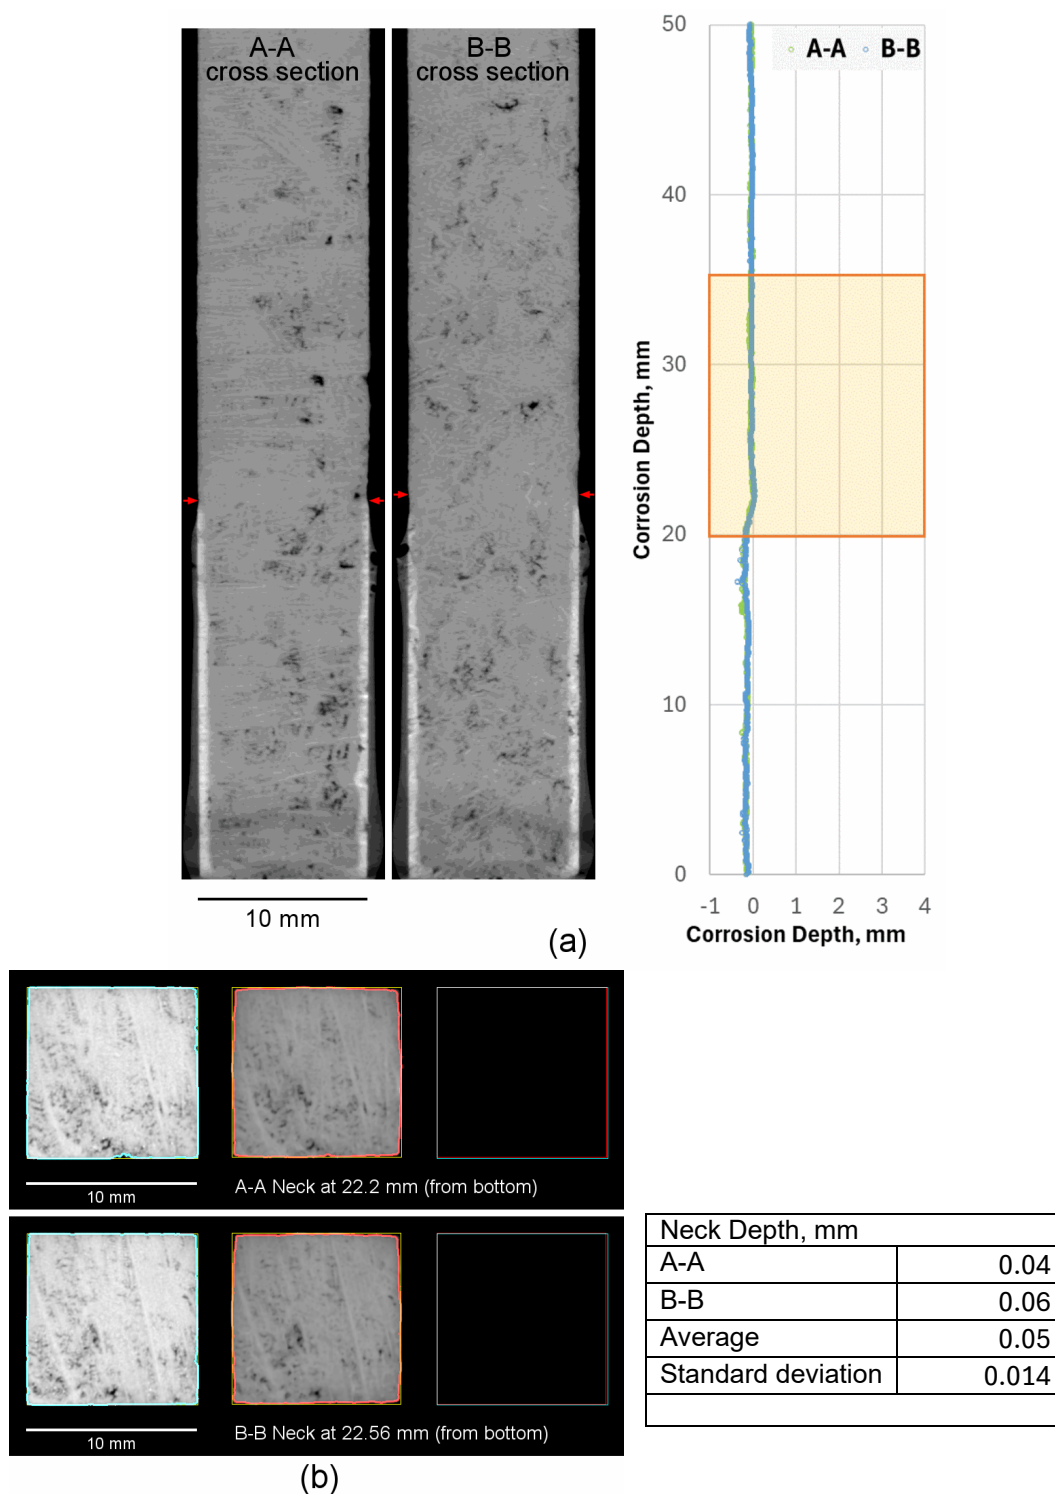 A-A
cross section
B-B
cross section
10 mm
(a)
A-A B-B
50
40
30
20
10
0
Corrosion Depth, mm
-1 0 1 2 3 4
Corrosion Depth, mm
10 mm
A-A Neck at 22.2 mm (from bottom)
10 mm
B-B Neck at 22.56 mm (from bottom)
(b)
Neck Depth, mm
A-A 0.04
B-B 0.06
Average 0.05
Standard deviation 0.014